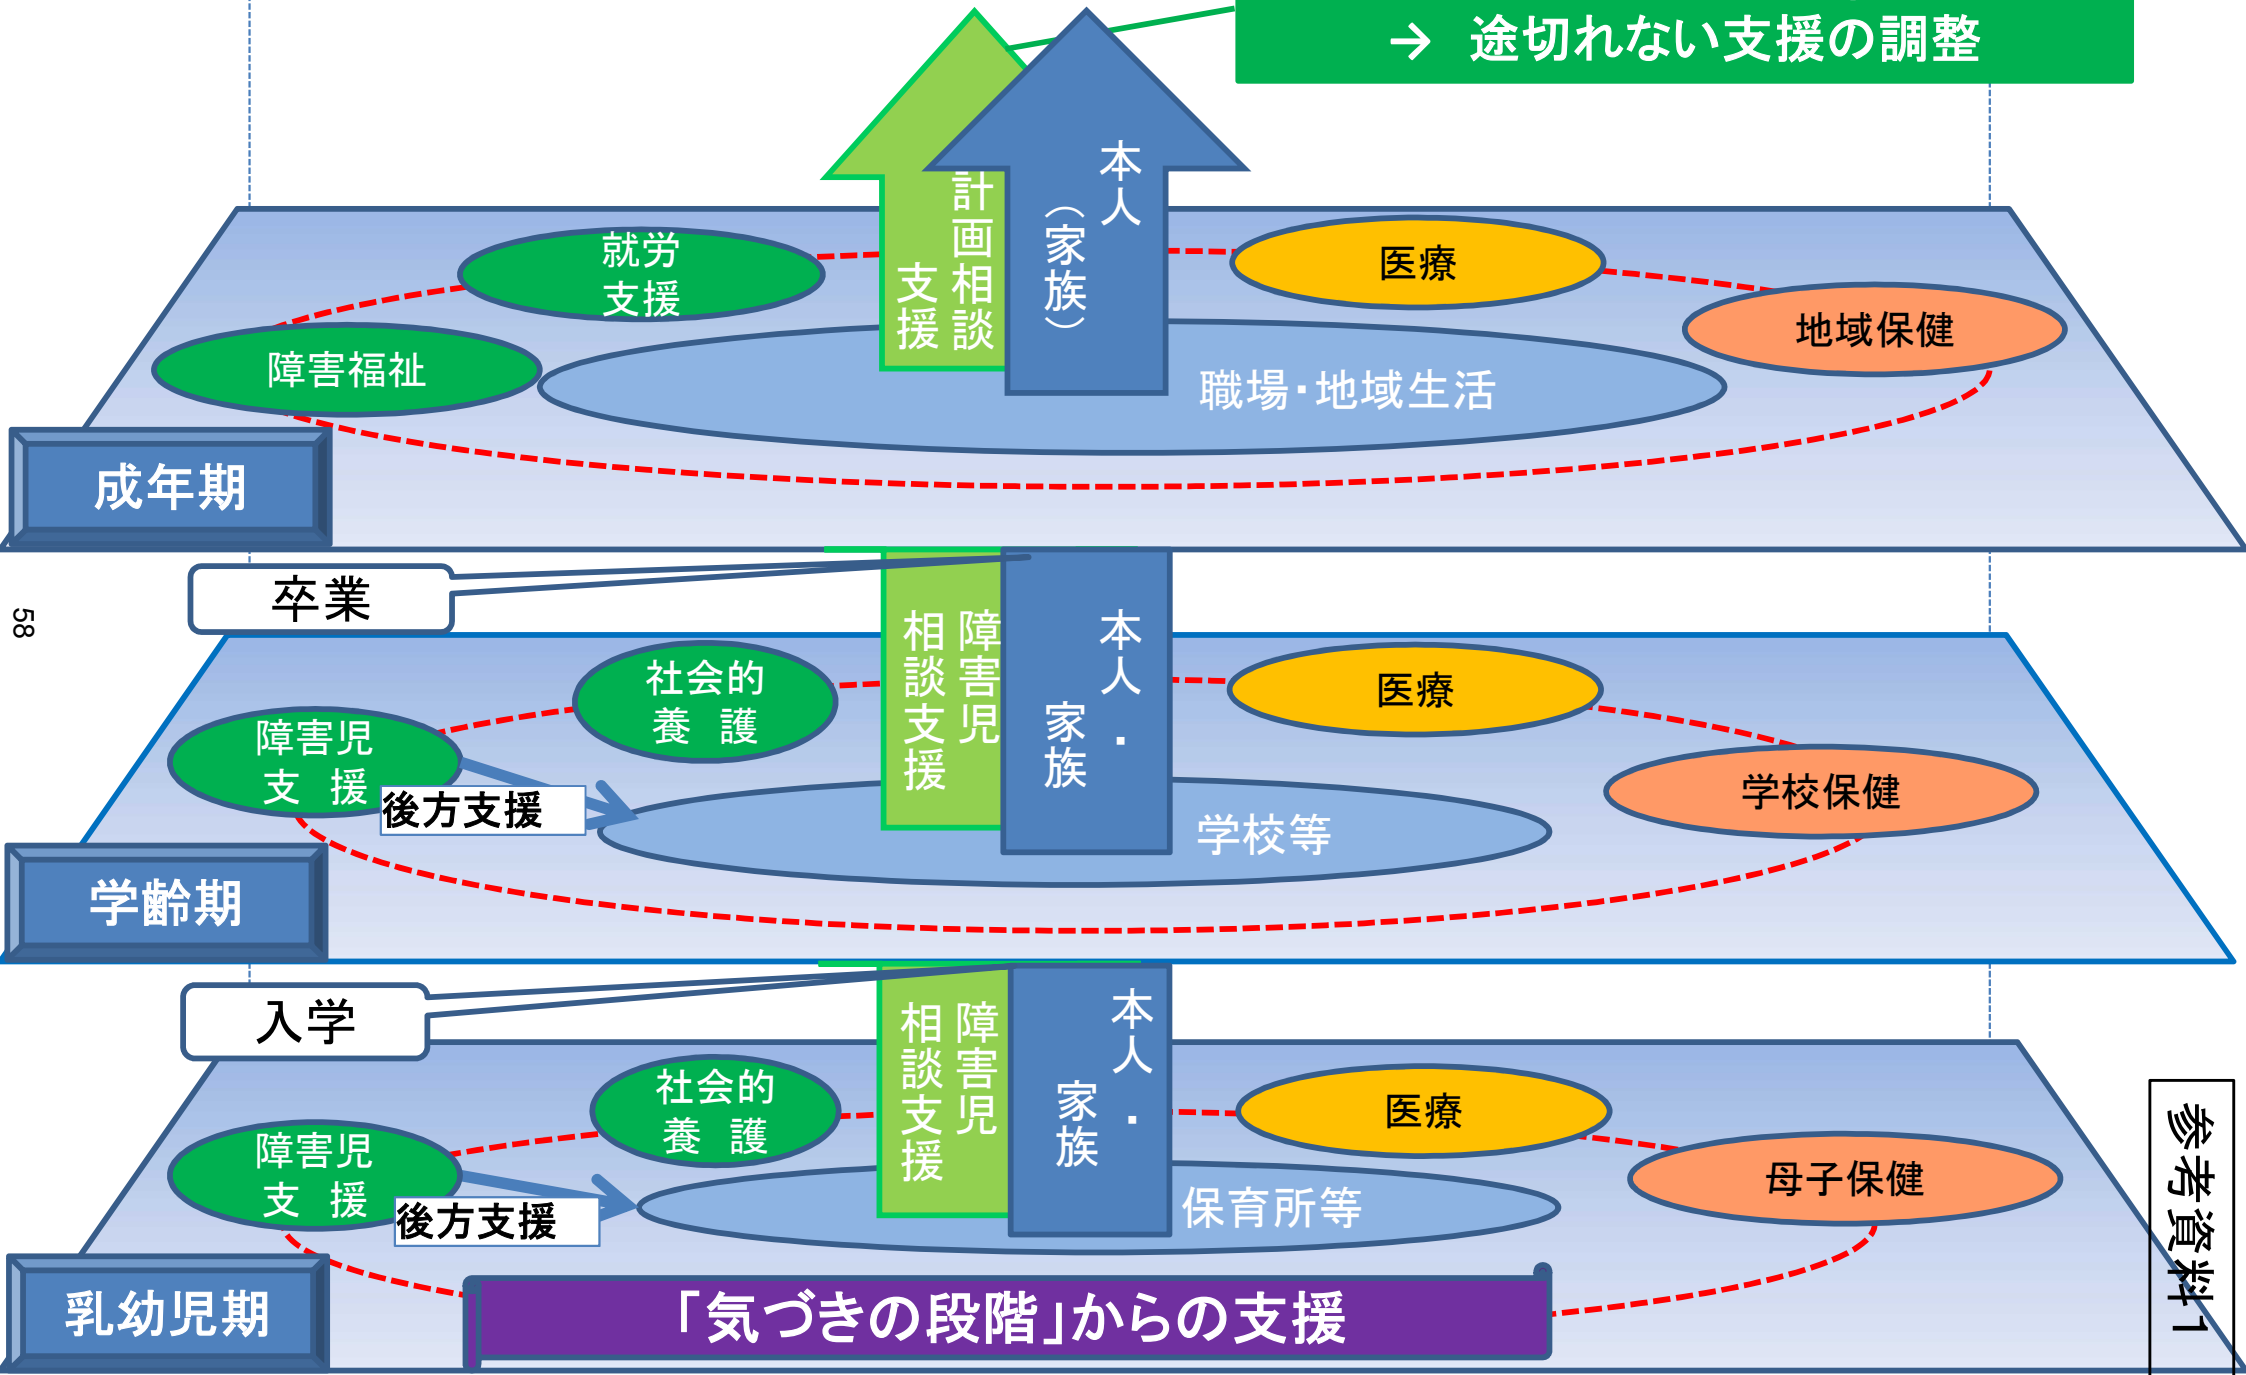 → 途切れない支援の調整
本人
(家族)
計画相談
支援
就労
支援
医療
地域保健
障害福祉
職場・地域生活
成年期
卒業
58
本人・
家族
障害児
相談支援
社会的
養 護
医療
障害児
支 援
後方支援
学校保健
学校等
学齢期
入学
本人・
家族
障害児
相談支援
社会的
養 護
医療
障害児
支 援
後方支援
母子保健
保育所等
乳幼児期
「気づきの段階」からの支援
参考資料1